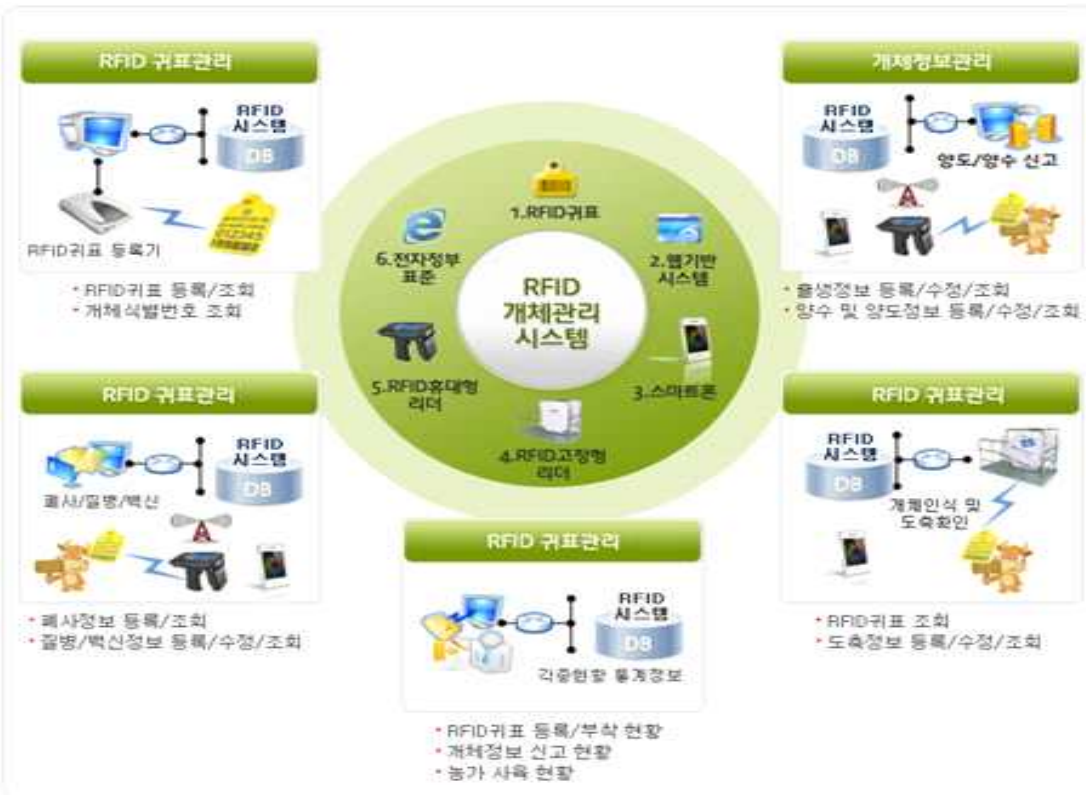 RFID 귀표관리
RFID
시스템
DB
RFID귀표 등록기
• RFID귀표 등록/조회
• 개체식별번호 조회
개체정보관리
RFID
시스템
DB
양도/양수 신고
• 출생정보 등록/수정/조회
• 양수 및 양도정보 등록/수정/조회
1.RFID귀표
2.웹기반
시스템
3.스마트폰
4.RFID고정형
리더
5.RFID휴대형
리더
6.전자정부
표준
RFID
개체관리
시스템
RFID 귀표관리
RFID
시스템
DB
폐사/질병/백신
• 폐사정보 등록/조회
• 질병/백신정보 등록/수정/조회
RFID 귀표관리
RFID
시스템
DB
각종현황 통계정보
• RFID귀표 등록/부착 현황
• 개체정보 신고 현황
• 농가 사육 현황
RFID 귀표관리
RFID
시스템
DB
개체인식 및
도축확인
• RFID귀표 조회
• 도축정보 등록/수정/조회